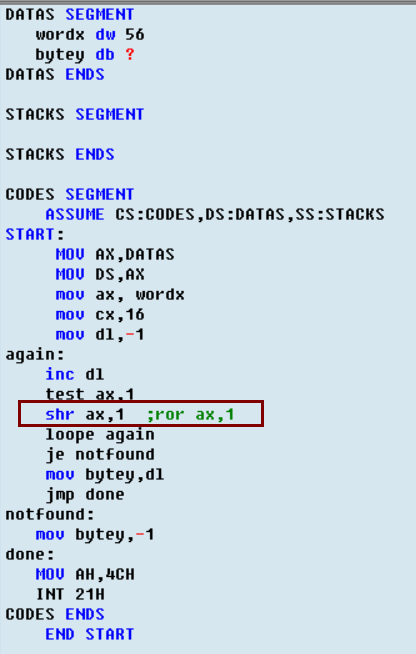 DATAS SEGMENT
wordx dw 56
bytey db ?
DATAS ENDS
STACKS SEGMENT
STACKS ENDS
CODES SEGMENT
ASSUME CS:CODES,DS:DATAS,SS:STACKS
START:
MOV AX,DATAS
MOV DS,AX
mov ax, wordx
mov cx,16
mov dl,-1
again:
inc dl
test ax,1
shr ax,1 ;ror ax,1
loope again
je notfound
mov bytey,dl
jmp done
notfound:
mov bytey,-1
done:
MOV AH,4CH
INT 21H
CODES ENDS
END START